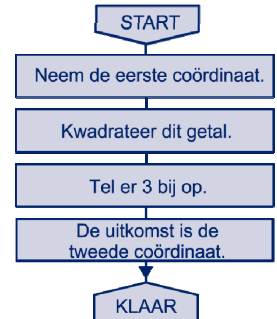 START
Neem de eerste coördinaat.
Kwadrateer dit getal.
Tel er 3 bij op.
De uitkomst is de
tweede coördinaat.
KLAAR